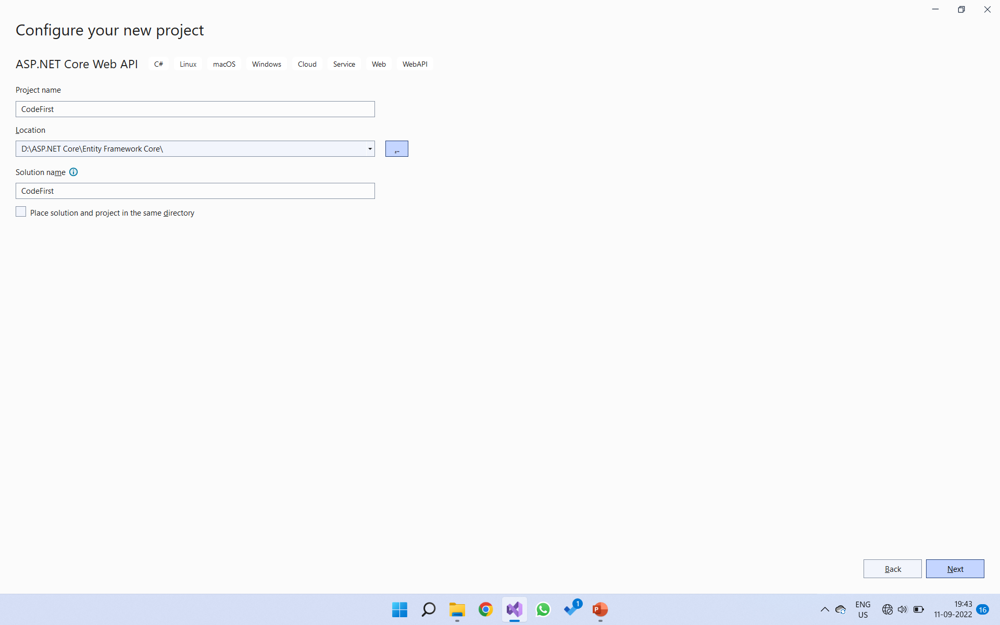 Configure your new project
ASP.NET Core Web API C# Linux macOS Windows Cloud Service Web WebAPI
Project name
CodeFirst
Location
D:\ASP.NET Core\Entity Framework Core\
...
Solution name
CodeFirst
Place solution and project in the same directory
Back Next
1
P
ENG
US
19:43
11-09-2022
16